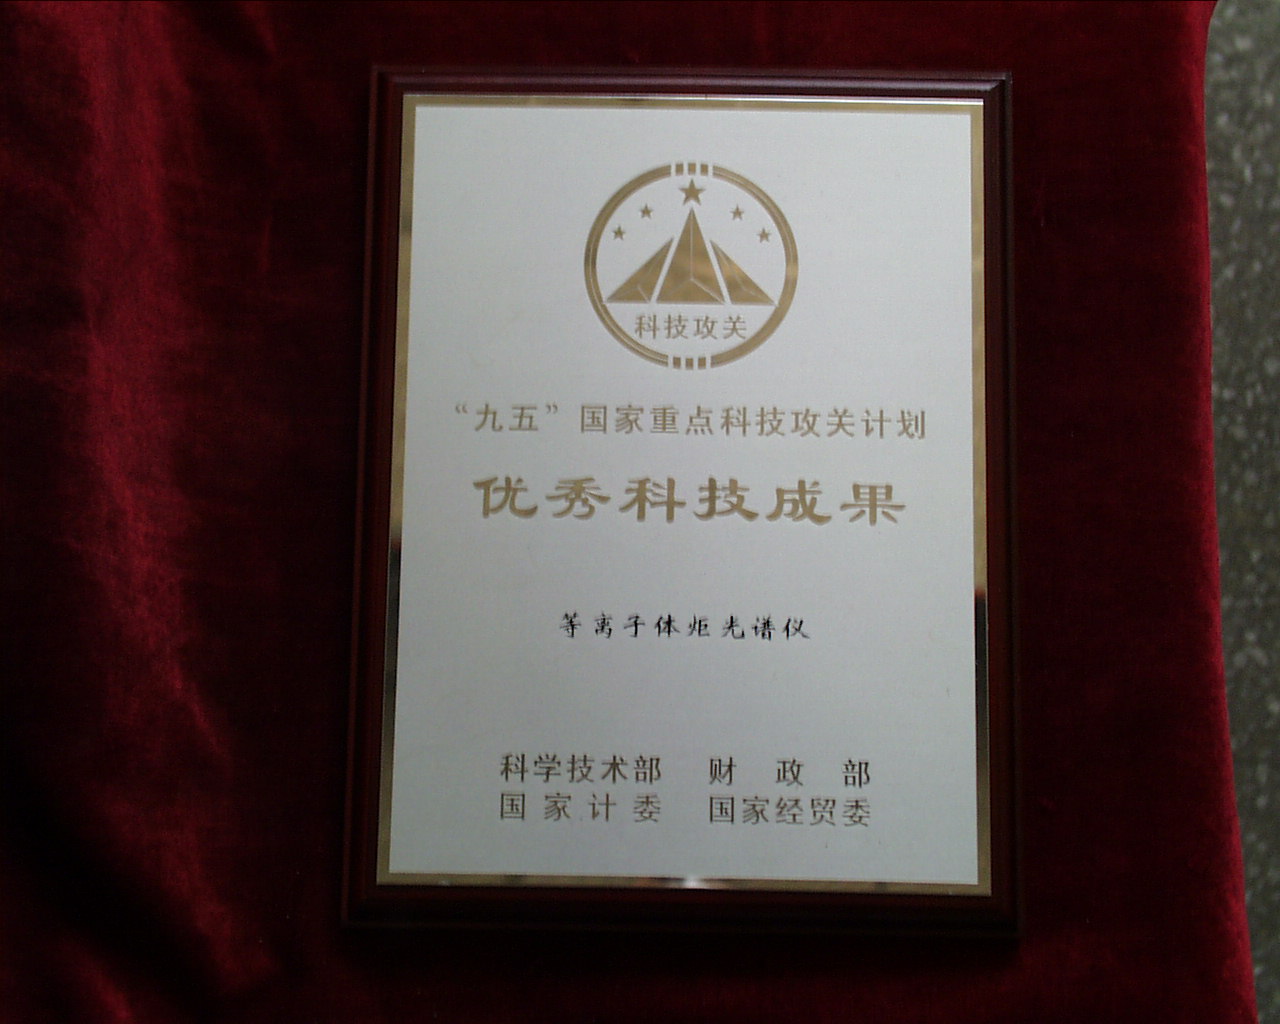 科技攻关
“九五”国家重点科技攻关计划
优秀科技成果
等离子体炬光谱仪
科学技术部 财政部
国家计委 国家经贸委